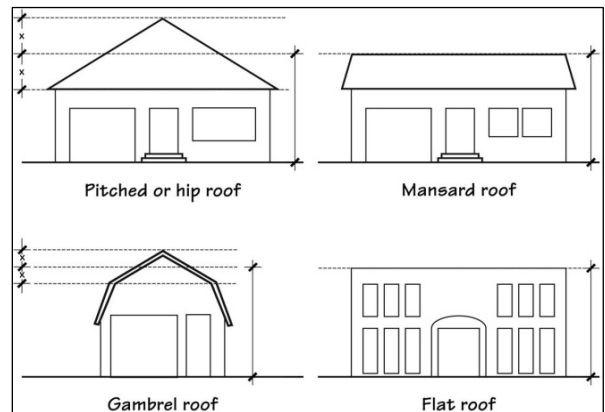 x
x
Pitched or hip roof
Mansard roof
x
x
Gambrel roof
Flat roof